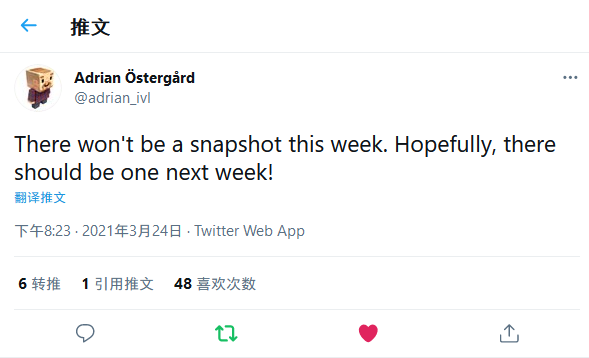 推文
Adrian Östergård
@adrian_ivl
There won't be a snapshot this week. Hopefully, there
should be one next week!
翻译推文
下午8:23 · 2021年3月24日 · Twitter Web App
6 转推 1 引用推文 48 喜欢次数